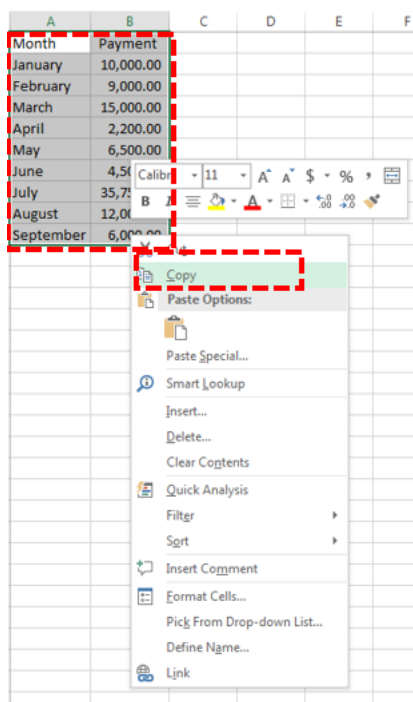 A B C D E F
Month Payment
January 10,000.00
February 9,000.00
March 15,000.00
April 2,200.00
May 6,500.00
June
July
August
September
Calibri 11 A A $ % ,
B I A
Copy
Paste Options:
Paste Special...
Smart Lookup
Insert...
Delete...
Clear Contents
Quick Analysis
Filter
Sort
Insert Comment
Format Cells...
Pick From Drop-down List...
Define Name...
Link